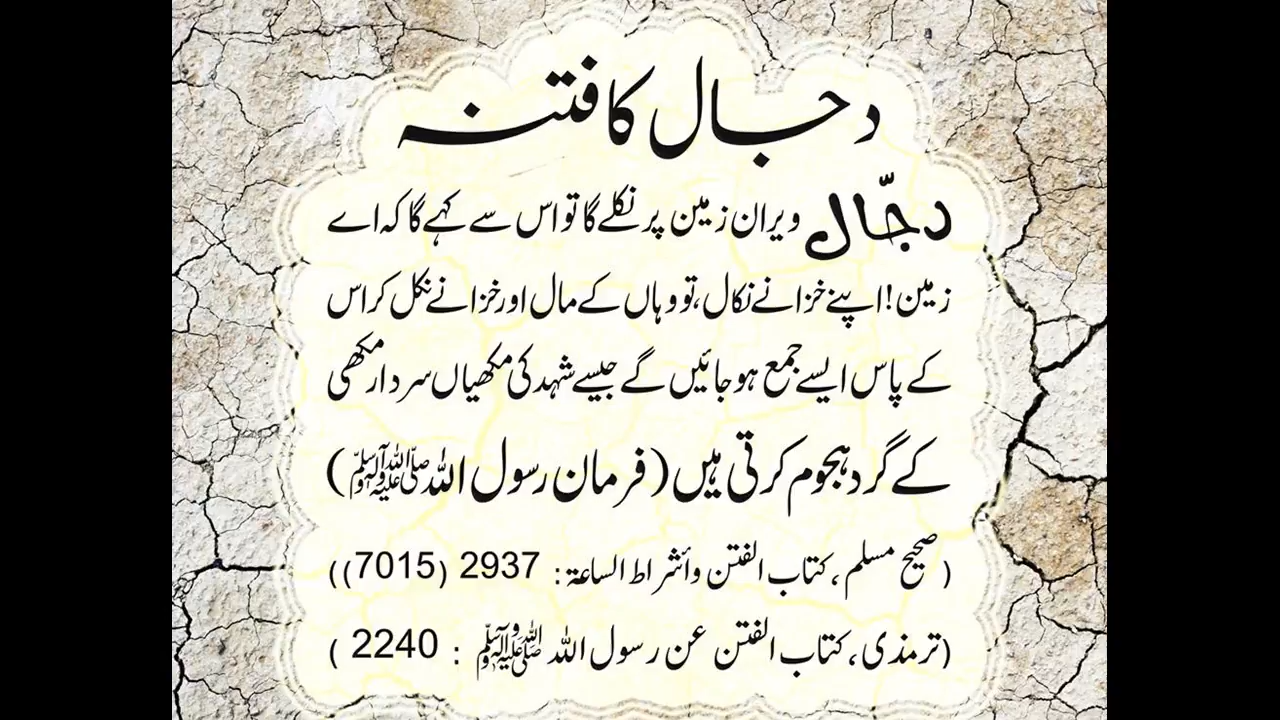 دجال کا فتنہ
دجّال ویران زمین پر نکلے گا تو اس سے کہے گا کہ اے
زمین! اپنے خزانے نکال، تو وہاں کے مال اور خزانے نکل کر اس
کے پاس ایسے جمع ہو جائیں گے جیسے شہد کی مکھیاں سردار مکھی
کے گرد ہجوم کرتی ہیں (فرمان رسول اللہ ﷺ)
(صحیح مسلم، کتاب الفتن وأشراط الساعۃ: 2937 (7015))
(ترمذی، کتاب الفتن عن رسول اللہ ﷺ : 2240 )